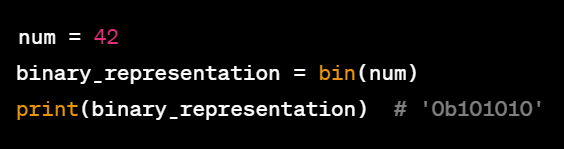 num = 42
binary_representation = bin(num)
print(binary_representation)  # '0b101010'